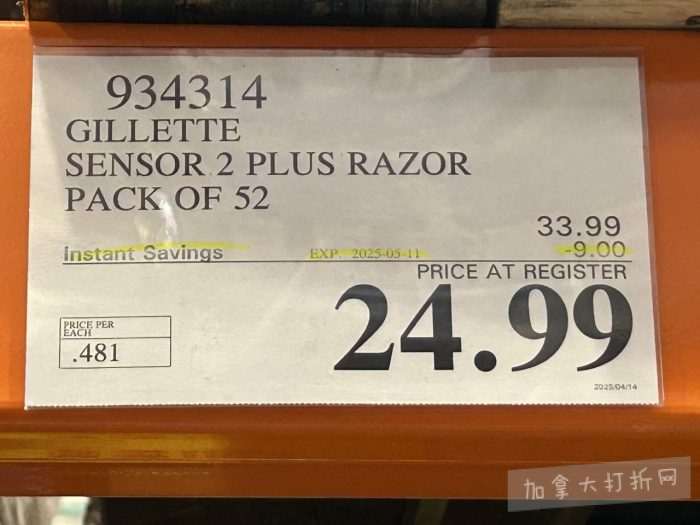 934314
GILLETTE
SENSOR 2 PLUS RAZOR
PACK OF 52
33.99
Instant Savings EXP. 2025-05-11 -9.00
PRICE AT REGISTER
24.99
PRICE PER
EACH
.481
2025/04/14
加拿大打折网